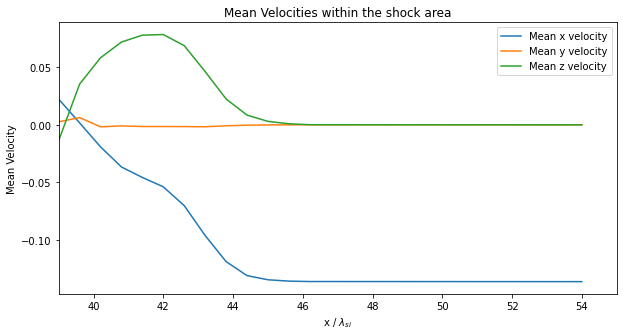 Mean Velocities within the shock area
Mean x velocity
Mean y velocity
Mean z velocity
0.05
0.00
−0.05
−0.10
Mean Velocity
40 42 44 46 48 50 52 54
x / λsi